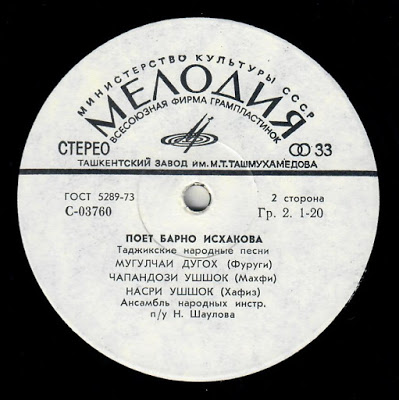 МИНИСТЕРСТВО КУЛЬТУРЫ СССР
МЕЛОДИЯ
ВСЕСОЮЗНАЯ ФИРМА ГРАМПЛАСТИНОК
СТЕРЕО
33
ТАШКЕНТСКИЙ ЗАВОД ИМ. М.Т. ТАШМУХАМЕДОВА
ГОСТ 5289-73
2 сторона
С-03760
Гр. 2. 1-20
ПОЕТ БАРНО ИСХАКОВА
Таджикские народные песни
МУГУЛЧАИ ДУГОХ (Фуруги)
ЧАПАНДОЗИ УШШОК (Махфи)
НАСРИ УШШОК (Хафиз)
Ансамбль народных инстр.
п/у Н. Шаулова